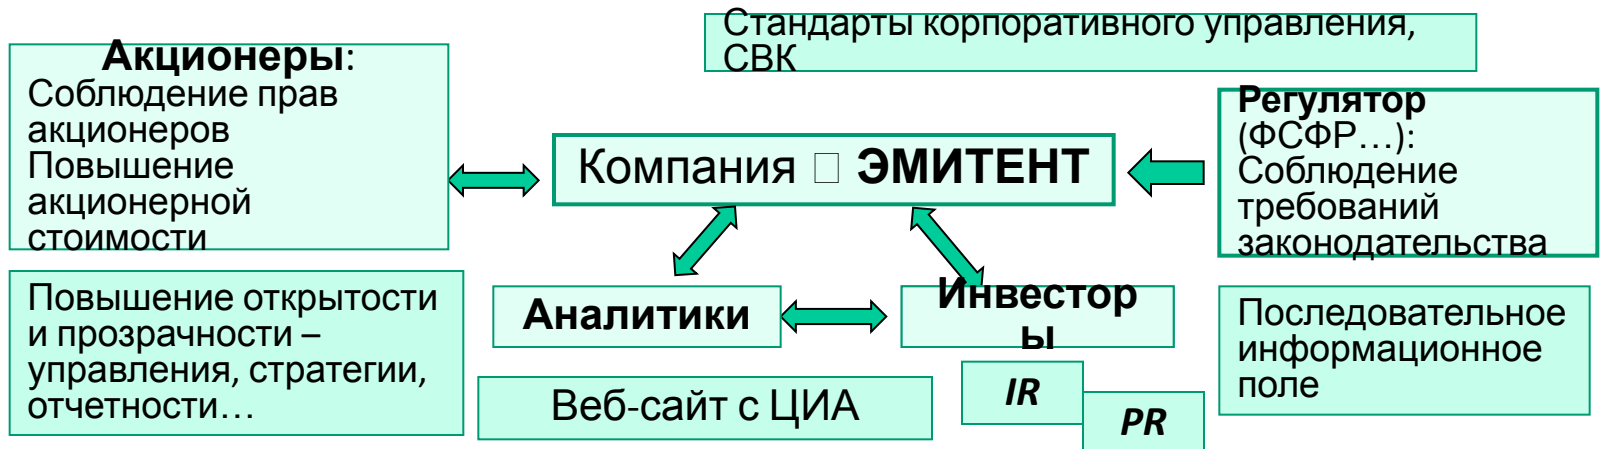 Стандарты корпоративного управления,
СВК
Акционеры:
Соблюдение прав
акционеров
Повышение
акционерной
стоимости
Регулятор
(ФСФР…):
Соблюдение
требований
законодательства
Компания □ ЭМИТЕНТ
Аналитики
Инвестор
ы
Повышение открытости
и прозрачности –
управления, стратегии,
отчетности…
Последовательное
информационное
поле
Веб-сайт с ЦИА
IR
PR